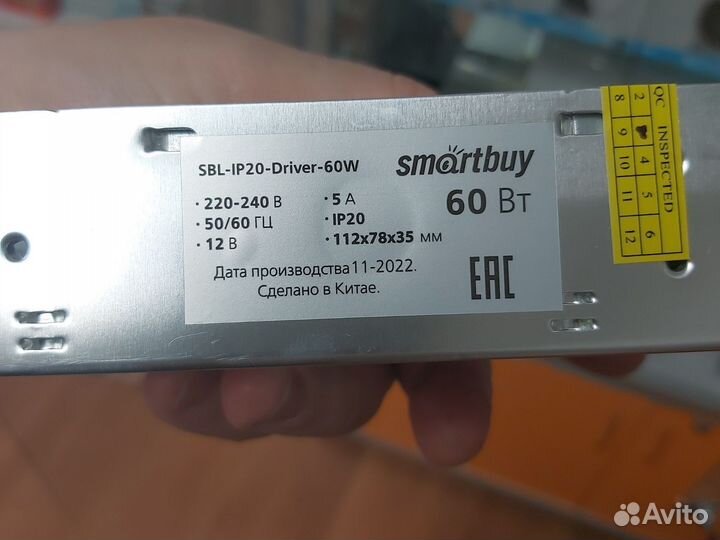 SBL-IP20-Driver-60W
smartbuy
• 220-240 В
• 5 А
60 Вт
• 50/60 ГЦ
• IP20
• 12 В
• 112x78x35 мм
Дата производства11-2022.
Сделано в Китае.
EAC
QC INSPECTED
2 4 5 6
8 9 10 11 12
Avito